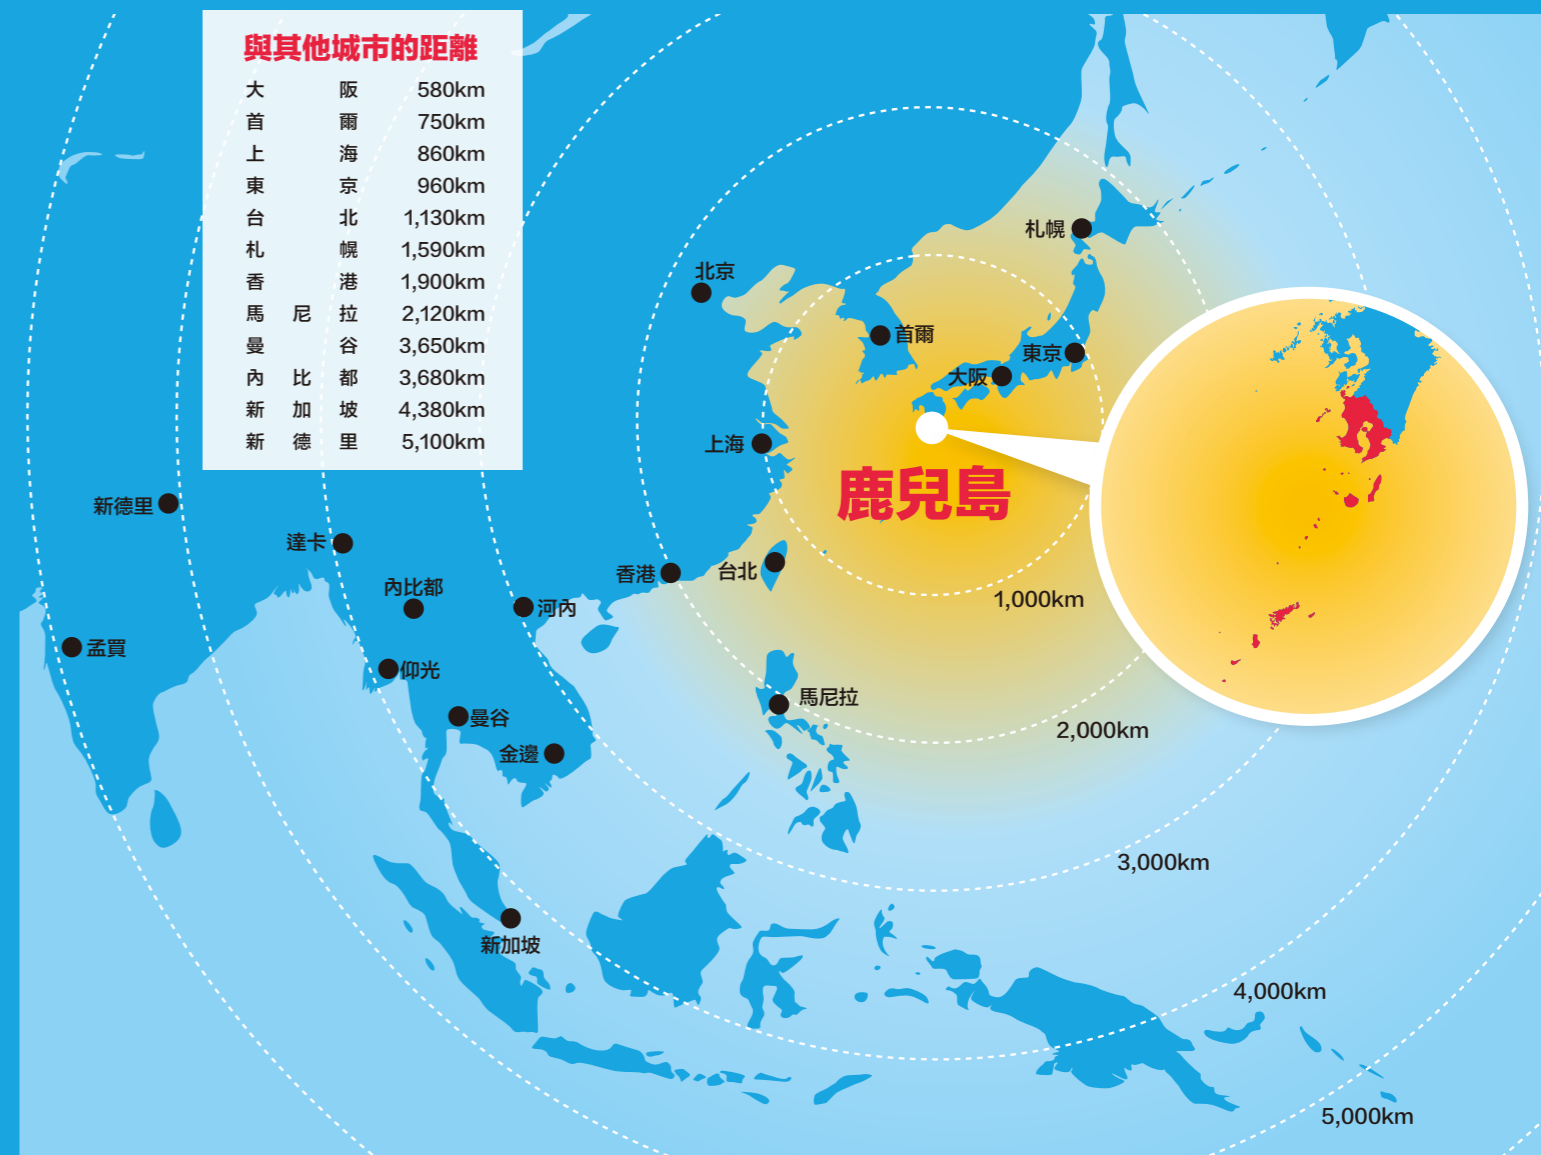 與其他城市的距離
大阪 580km
首爾 750km
上海 860km
東京 960km
台北 1,130km
札幌 1,590km
香港 1,900km
馬尼拉 2,120km
曼谷 3,650km
內比都 3,680km
新加坡 4,380km
新德里 5,100km
札幌
北京
首爾
東京
大阪
上海
鹿兒島
新德里
達卡
香港
台北
內比都
河內
1,000km
孟買
仰光
馬尼拉
曼谷
2,000km
金邊
3,000km
新加坡
4,000km
5,000km